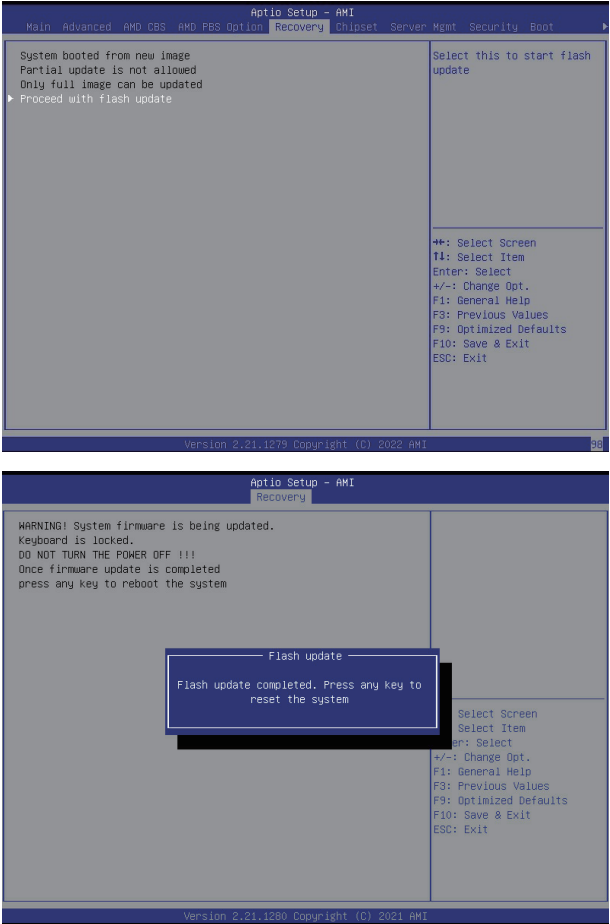 Aptio Setup – AMI
Main Advanced AMD CBS AMD PBS Option Recovery Chipset Server Mgmt Security Boot
System booted from new image
Partial update is not allowed
Only full image can be updated
Proceed with flash update
Select this to start flash
update
: Select Screen
↑↓: Select Item
Enter: Select
+/-: Change Opt.
F1: General Help
F3: Previous Values
F9: Optimized Defaults
F10: Save & Exit
ESC: Exit
Version 2.21.1279 Copyright (C) 2022 AMI
98
Aptio Setup – AMI
Recovery
WARNING! System firmware is being updated.
Keyboard is locked.
DO NOT TURN THE POWER OFF !!!
Once firmware update is completed
press any key to reboot the system
Flash update
Flash update completed. Press any key to
reset the system
Select Screen
Select Item
er: Select
+/-: Change Opt.
F1: General Help
F3: Previous Values
F9: Optimized Defaults
F10: Save & Exit
ESC: Exit
Version 2.21.1280 Copyright (C) 2021 AMI